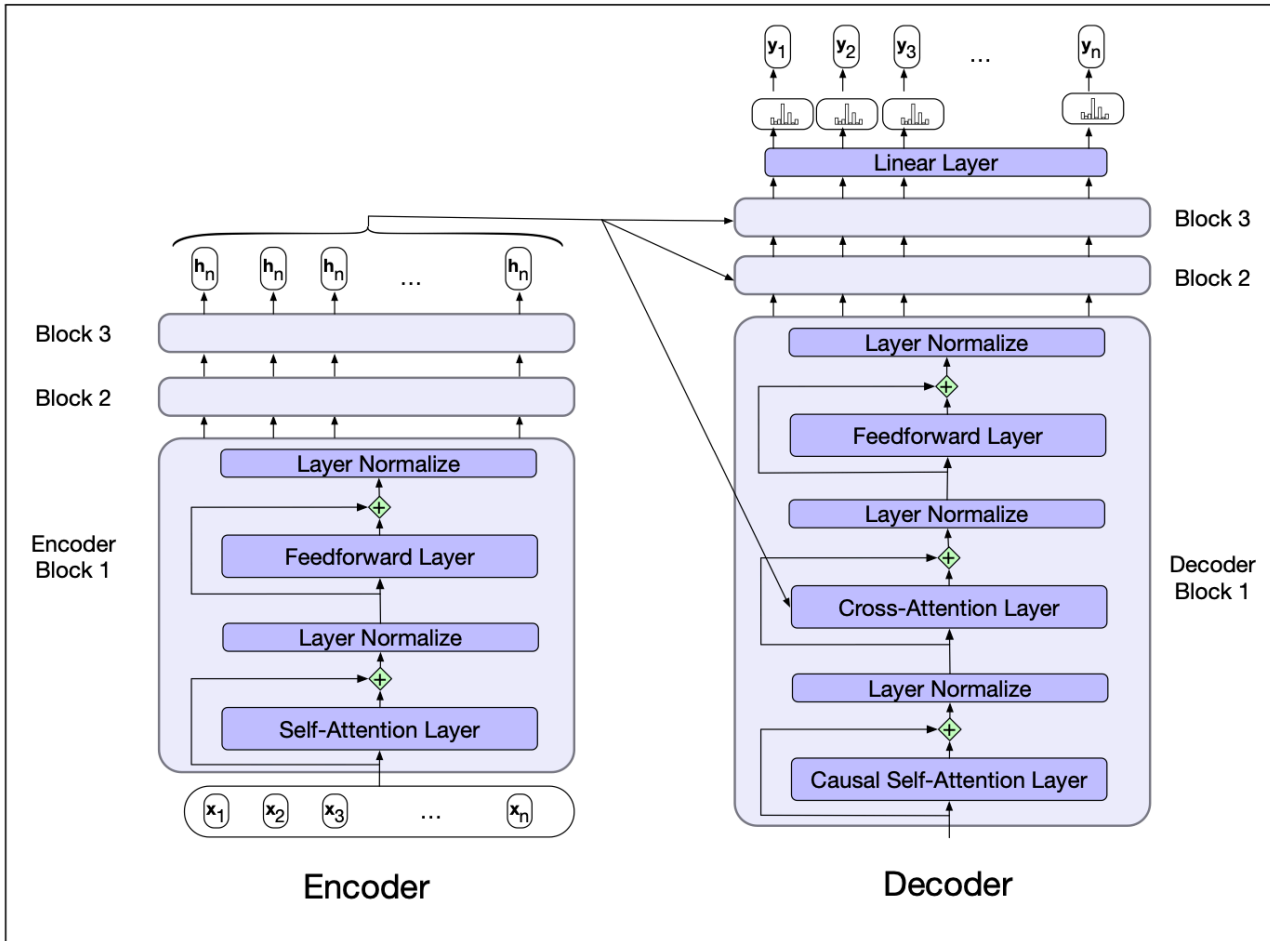 y1 y2 y3 ... yn
Linear Layer
Block 3
Block 2
Layer Normalize
+
Feedforward Layer
Layer Normalize
+
Cross-Attention Layer
Layer Normalize
+
Causal Self-Attention Layer
Decoder
Block 1
Decoder
hn hn hn ... hn
Block 3
Block 2
Layer Normalize
+
Feedforward Layer
Layer Normalize
+
Self-Attention Layer
Encoder
Block 1
x1 x2 x3 ... xn
Encoder